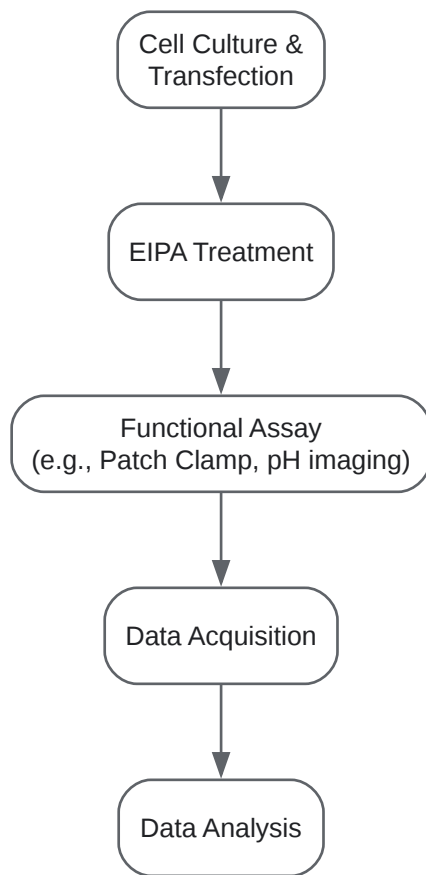 Cell Culture &
Transfection
EIPA Treatment
Functional Assay
(e.g., Patch Clamp, pH imaging)
Data Acquisition
Data Analysis